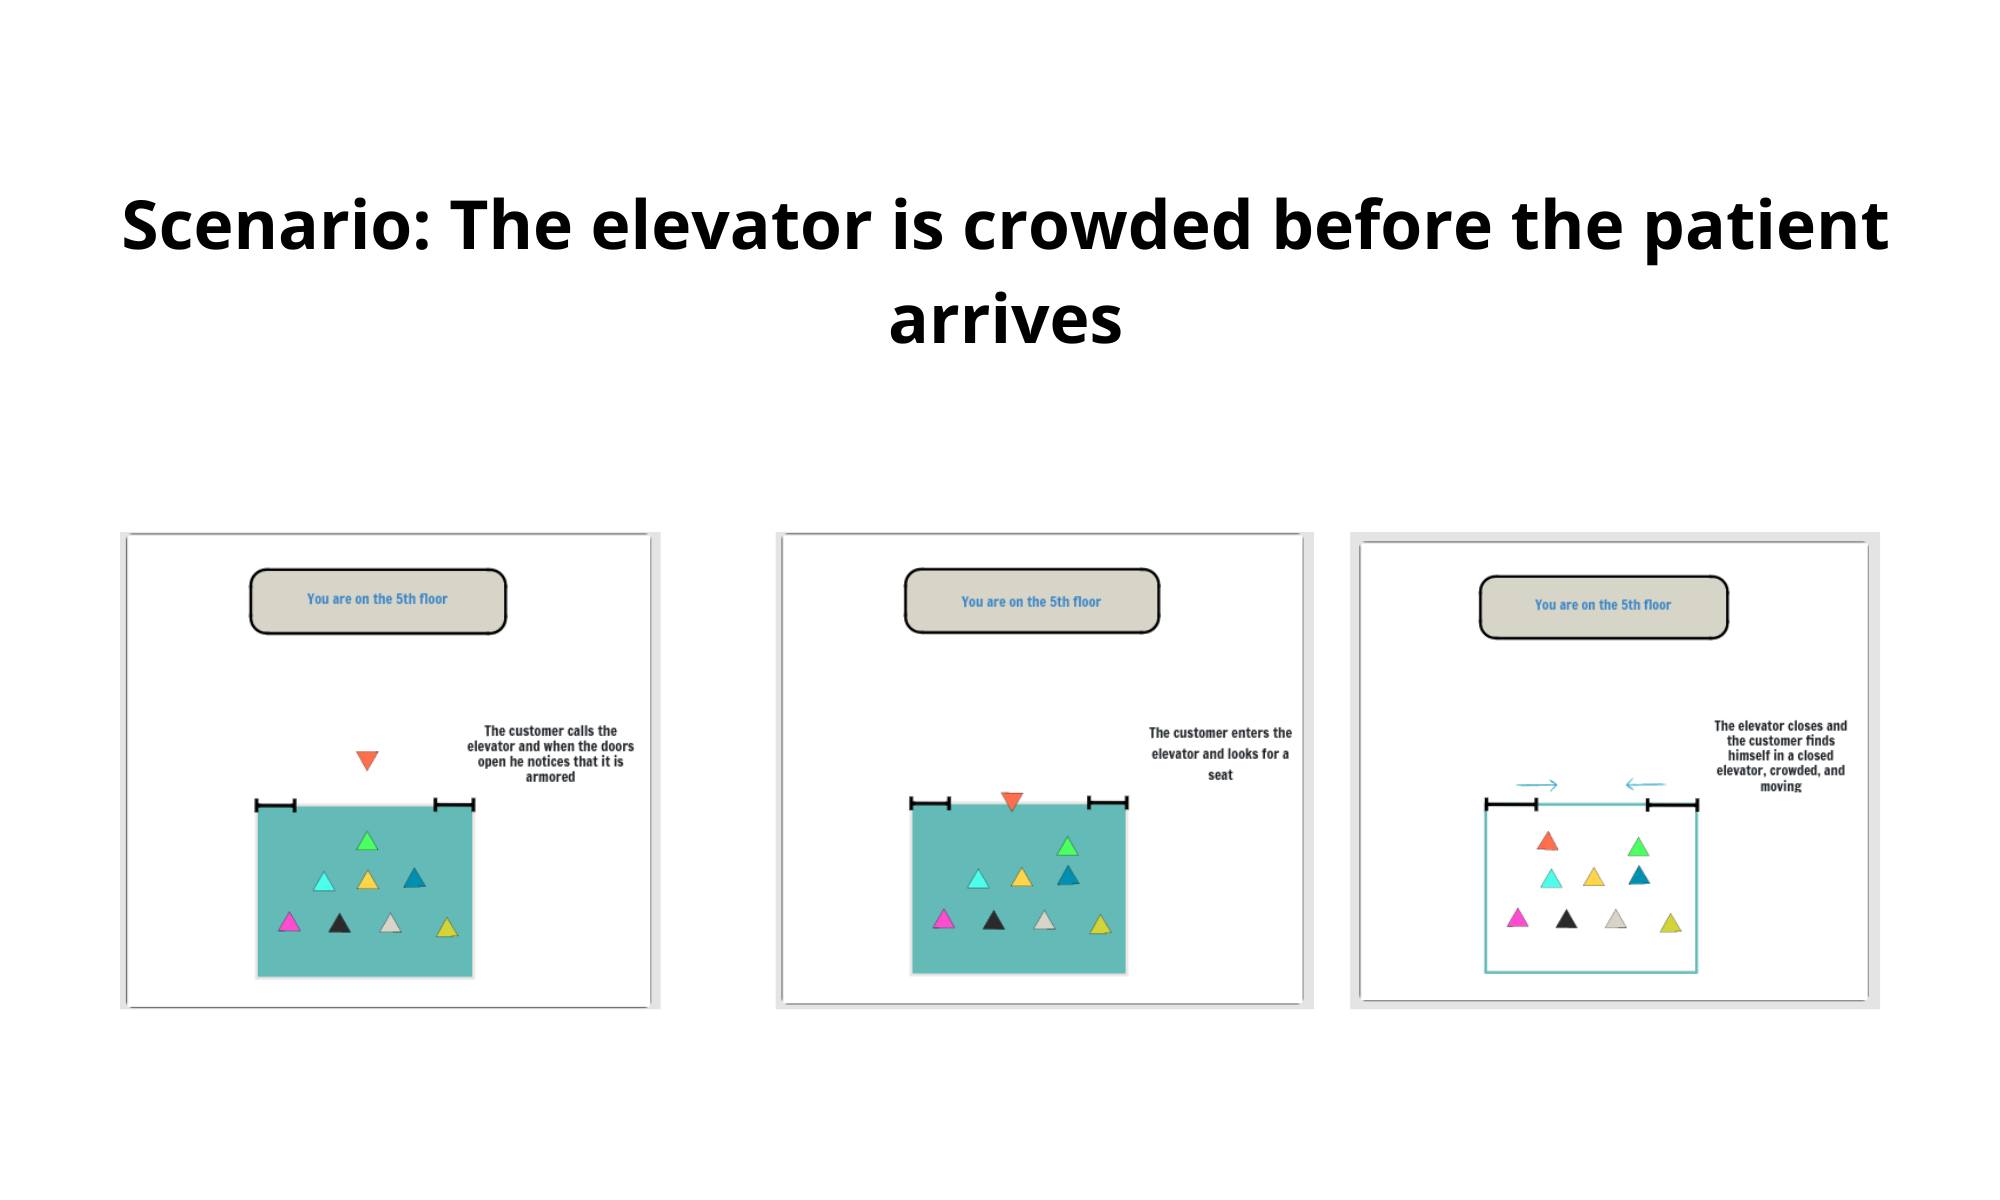 Scenario: The elevator is crowded before the patient
arrives
You are on the 5th floor
The customer calls the
elevator and when the doors
open he notices that it is
armored
You are on the 5th floor
The customer enters the
elevator and looks for a
seat
You are on the 5th floor
The elevator closes and
the customer finds
himself in a closed
elevator, crowded, and
moving